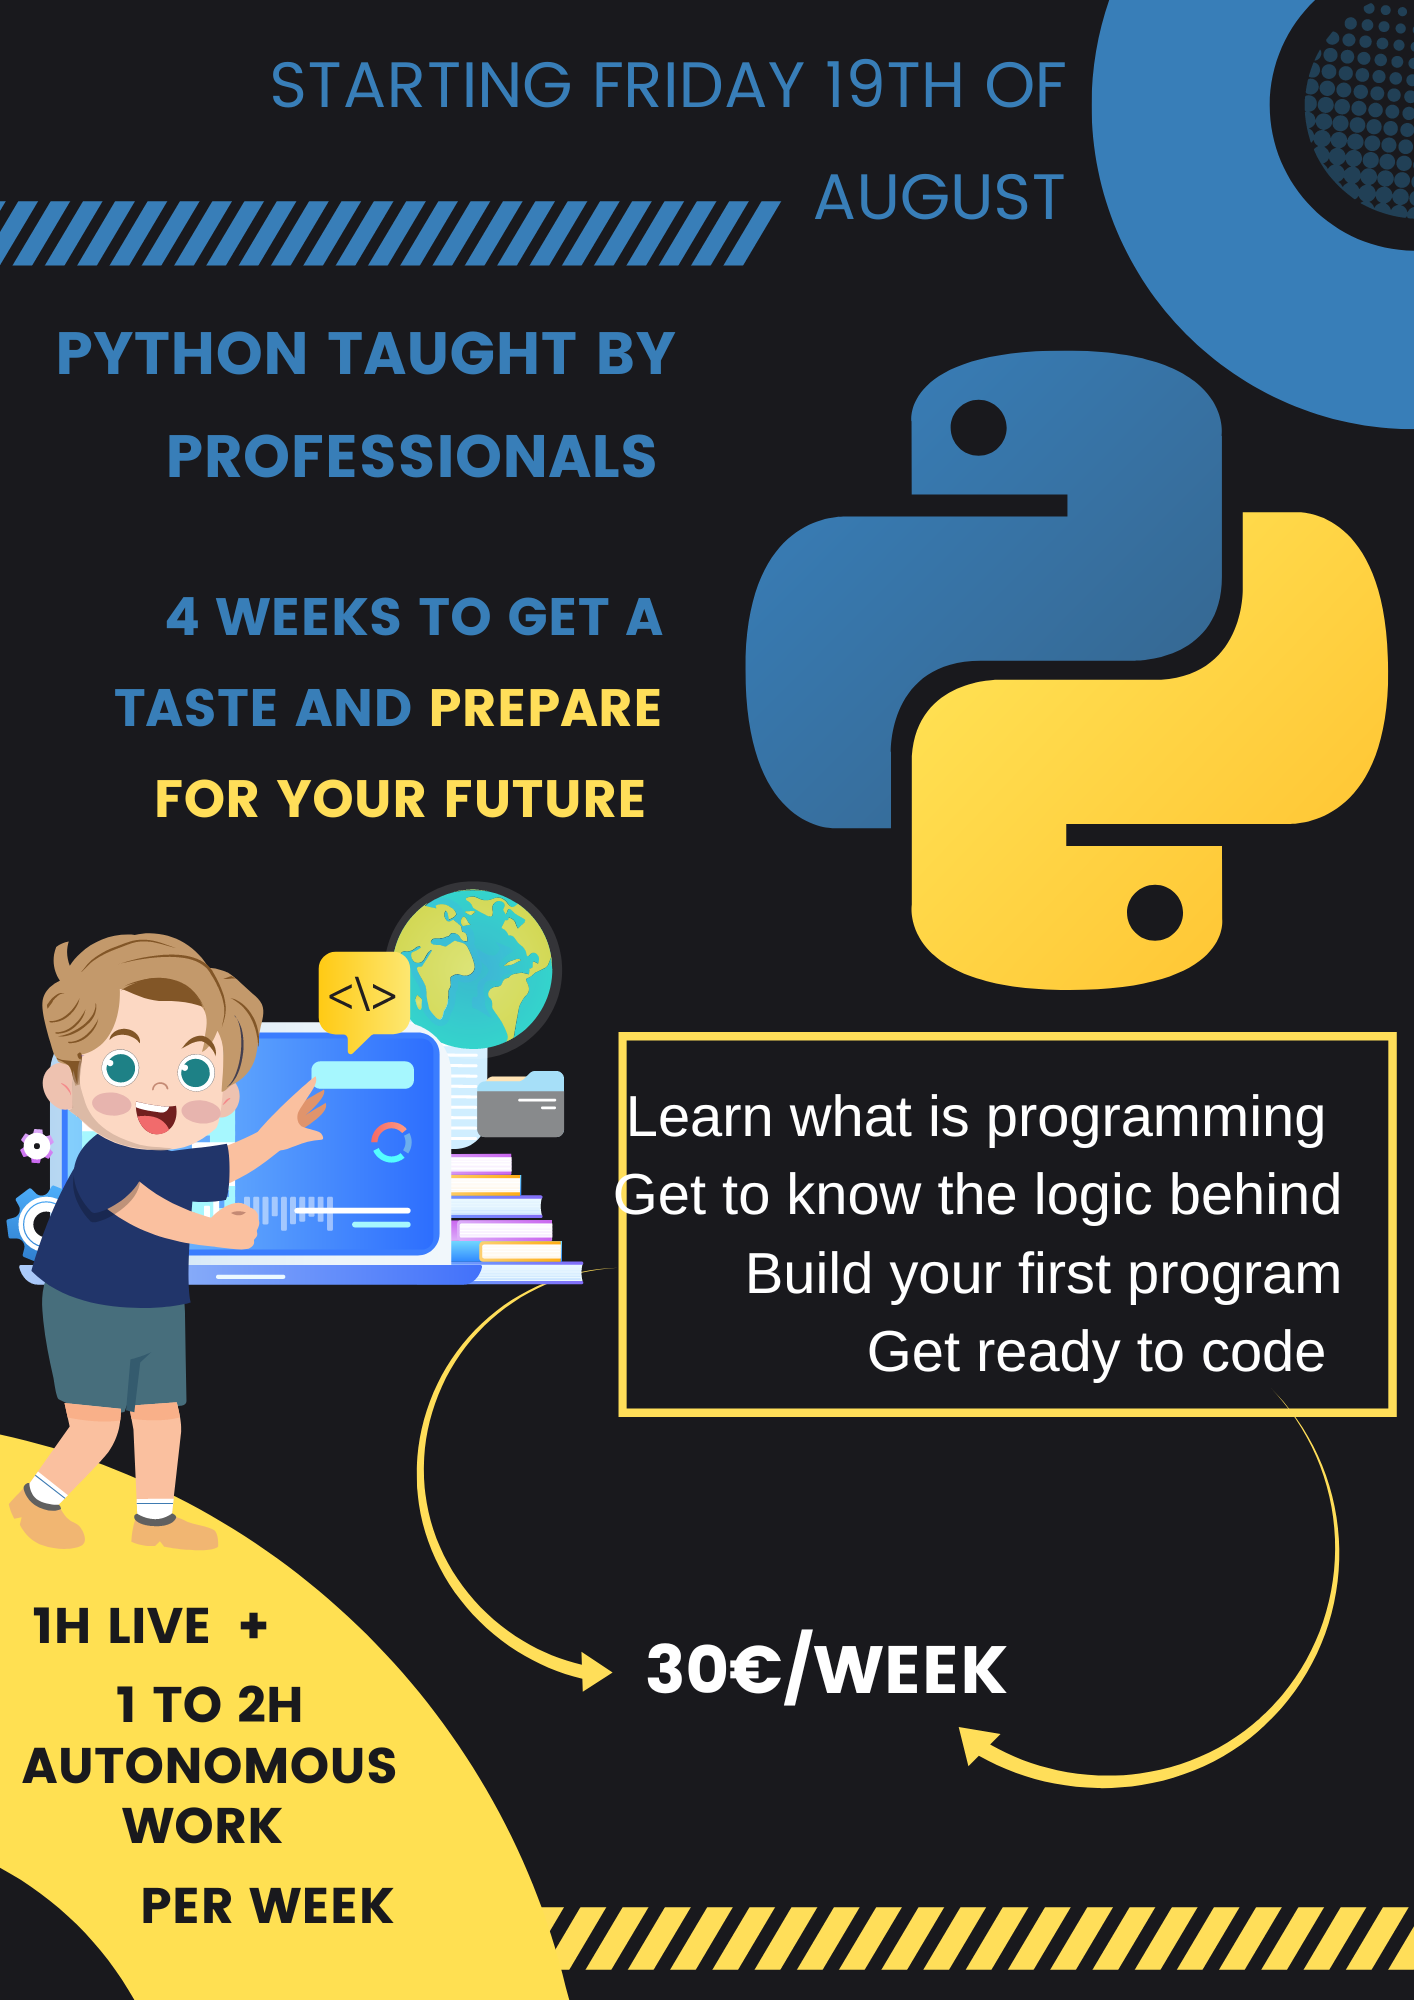 STARTING FRIDAY 19TH OF
AUGUST
PYTHON TAUGHT BY
PROFESSIONALS
4 WEEKS TO GET A
TASTE AND PREPARE
FOR YOUR FUTURE
<\>
Learn what is programming
Get to know the logic behind
Build your first program
Get ready to code
30€/WEEK
1H LIVE +
1 TO 2H
AUTONOMOUS
WORK
PER WEEK